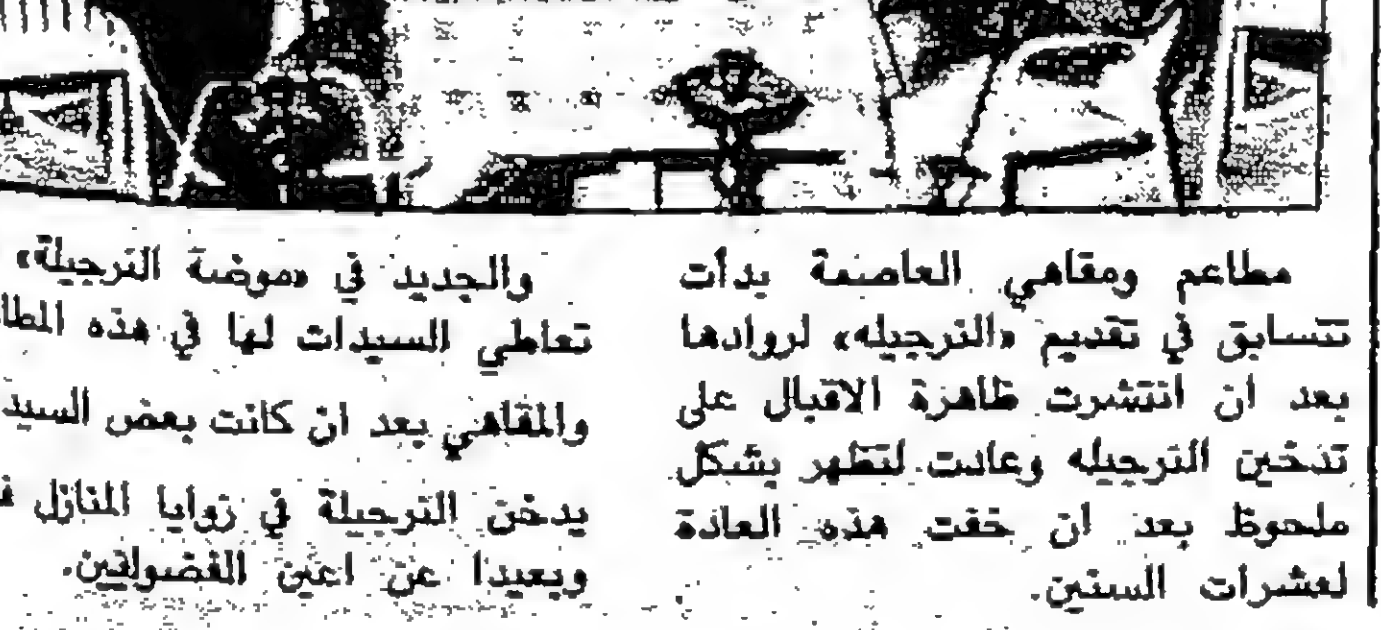 مطاعم ومقاهي العاصمة بدأت
تتسابق في تقديم «النرجيله» لروادها
بعد ان انتشرت ظاهرة الاقبال على
تدخين النرجيله وعادت لتظهر بشكل
ملحوظ بعد ان خفت هذه العادة
لعشرات السنين.
والجديد في «موضة النرجيلة»
تعاطي السيدات لها في هذه
والمقاهي بعد ان كانت بعض
يدخن النرجيلة في زوايا المنازل
وبعيدا عن اعين الفضوليين.